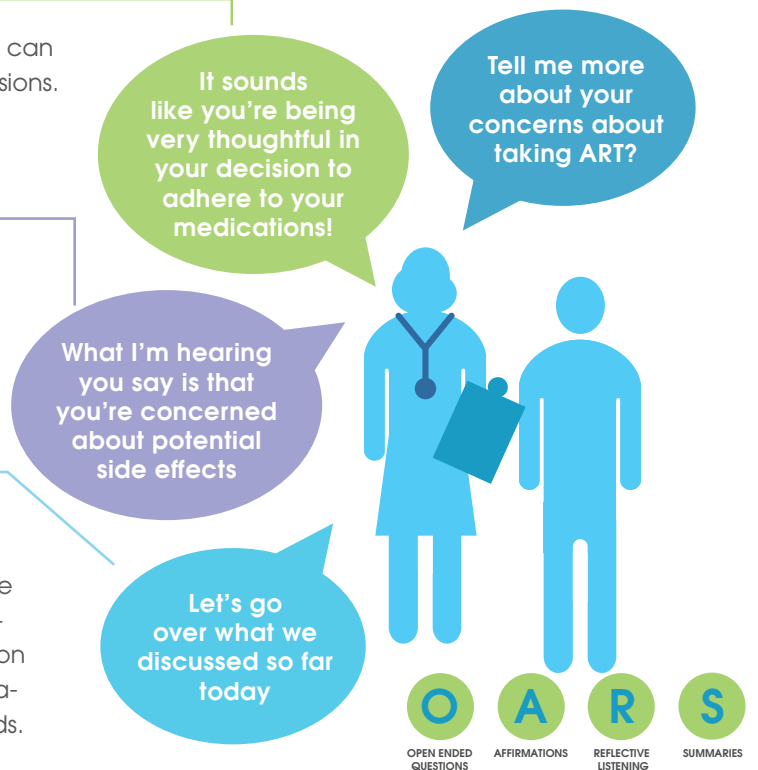 can
sions.
It sounds
like you're being
very thoughtful in
your decision to
adhere to your
medications!
Tell me more
about your
concerns about
taking ART?
What I'm hearing
you say is that
you're concerned
about potential
side effects
e
-
on
a-
ds.
Let's go
over what we
discussed so far
today
O A R S
OPEN ENDED
QUESTIONS
AFFIRMATIONS
REFLECTIVE
LISTENING
SUMMARIES